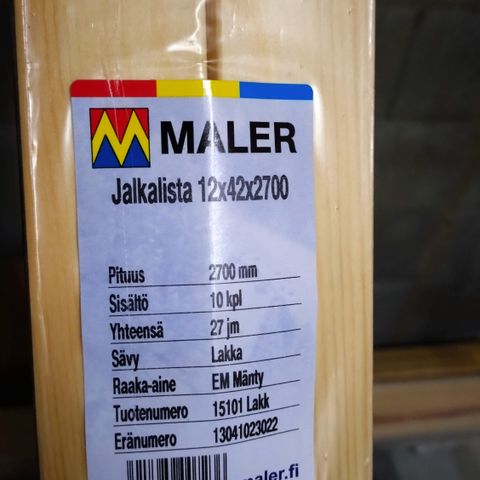 MALER
Jalkalista 12x42x2700
Pituus 2700 mm
Sisältö 10 kpl
Yhteensä 27 jm
Sävy Lakka
Raaka-aine EM Mänty
Tuotenumero 15101 Lakk
Eränumero 13041023022
maler.fi